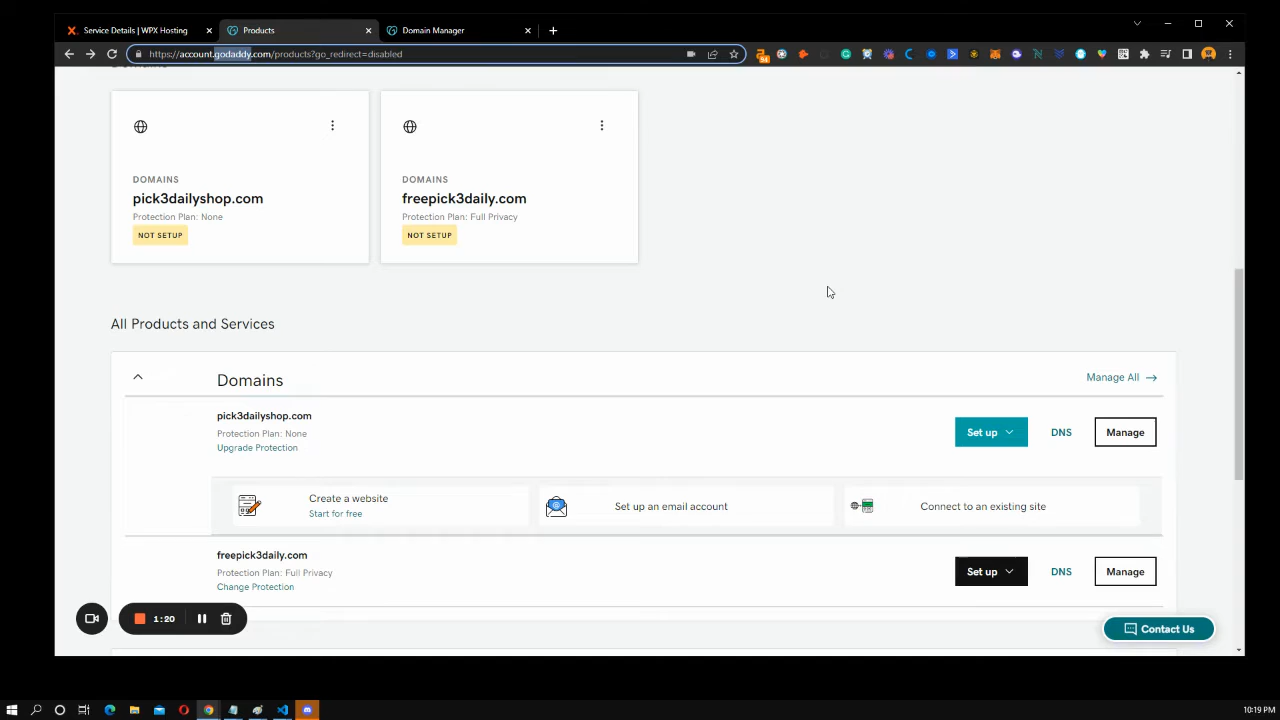 Service Details | WPX Hosting
Products
Domain Manager
https://account.godaddy.com/products?go_redirect=disabled
DOMAINS
pick3dailyshop.com
Protection Plan: None
NOT SETUP
DOMAINS
freepick3daily.com
Protection Plan: Full Privacy
NOT SETUP
All Products and Services
Domains
Manage All
pick3dailyshop.com
Protection Plan: None
Upgrade Protection
Set up
DNS
Manage
Create a website
Start for free
Set up an email account
Connect to an existing site
freepick3daily.com
Protection Plan: Full Privacy
Change Protection
Set up
DNS
Manage
1:20
Contact Us
10:19 PM